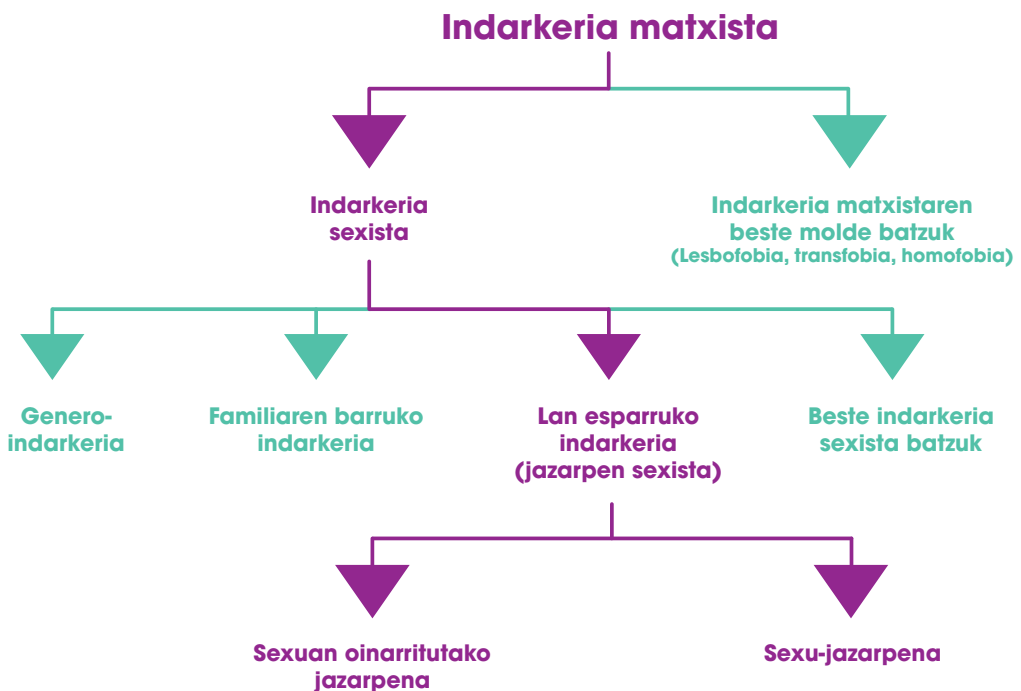 Indarkeria matxista
Indarkeria
sexista
Indarkeria matxistaren
beste molde batzuk
(Lesbofobia, transfobia, homofobia)
Genero-
indarkeria
Familiaren barruko
indarkeria
Lan esparruko
indarkeria
(jazarpen sexista)
Beste indarkeria
sexista batzuk
Sexuan oinarritutako
jazarpena
Sexu-jazarpena